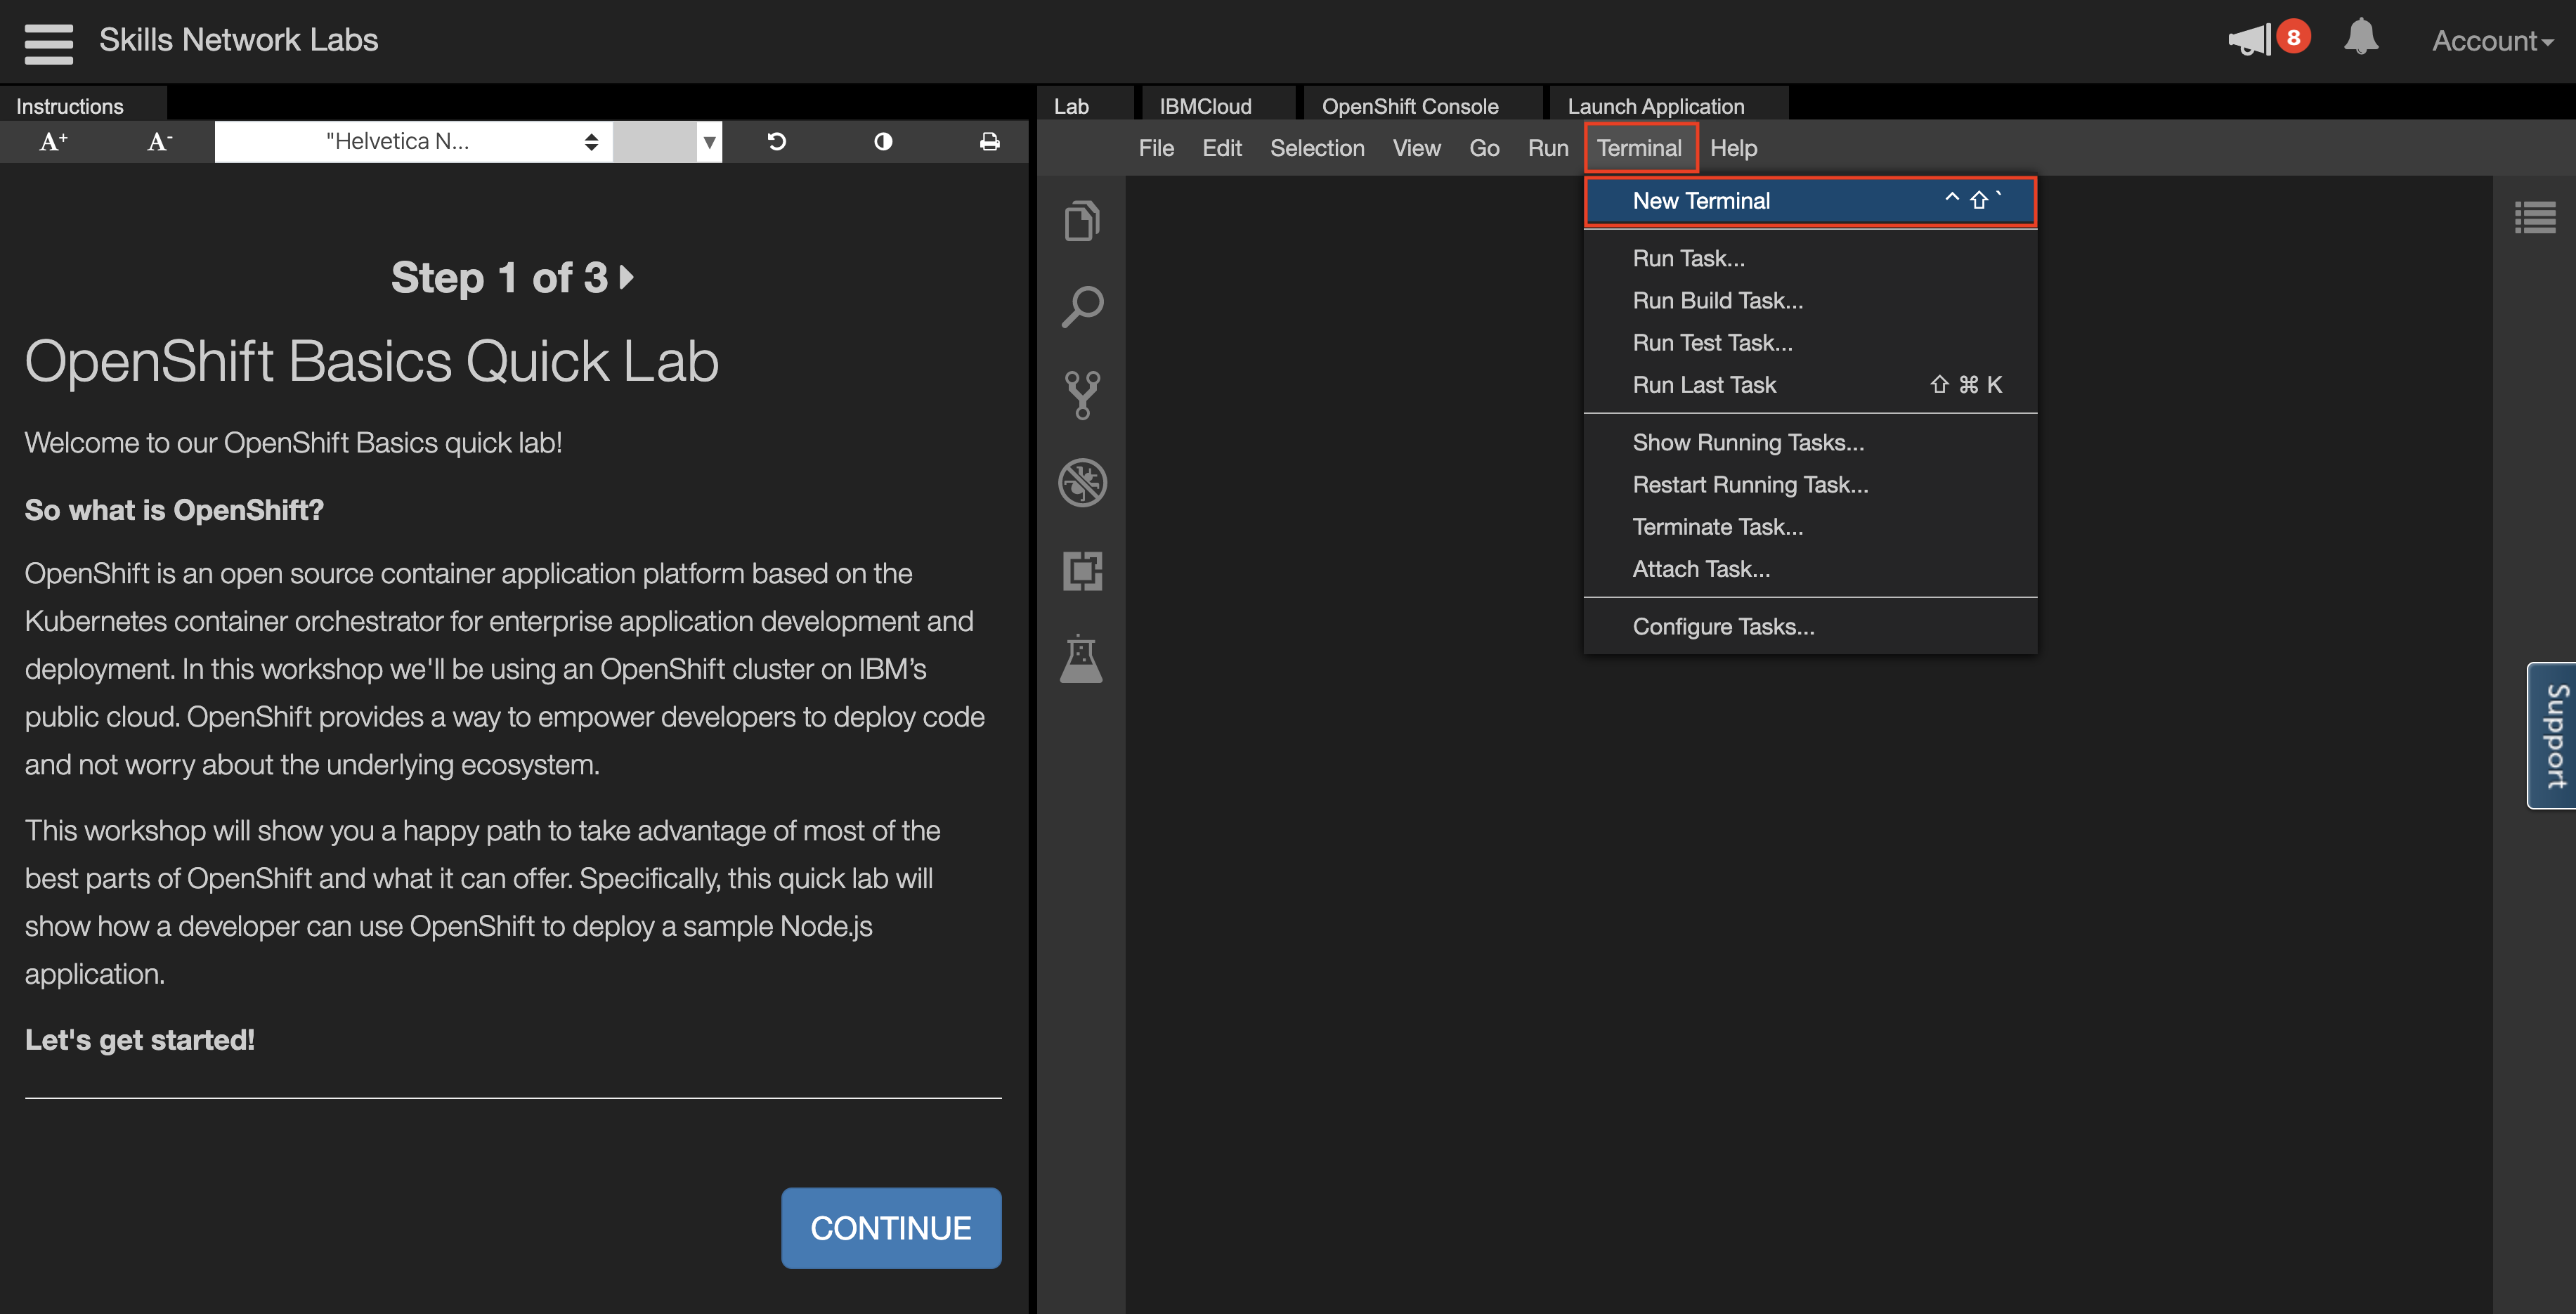 Skills Network Labs
8
Account
Instructions
A+ A- "Helvetica N...
Step 1 of 3
OpenShift Basics Quick Lab
Welcome to our OpenShift Basics quick lab!
So what is OpenShift?
OpenShift is an open source container application platform based on the
Kubernetes container orchestrator for enterprise application development and
deployment. In this workshop we'll be using an OpenShift cluster on IBM’s
public cloud. OpenShift provides a way to empower developers to deploy code
and not worry about the underlying ecosystem.
This workshop will show you a happy path to take advantage of most of the
best parts of OpenShift and what it can offer. Specifically, this quick lab will
show how a developer can use OpenShift to deploy a sample Node.js
application.
Let's get started!
CONTINUE
Lab IBMCloud OpenShift Console Launch Application
File Edit Selection View Go Run Terminal Help
New Terminal ^ ⇧ `
Run Task...
Run Build Task...
Run Test Task...
Run Last Task ⇧ ⌘ K
Show Running Tasks...
Restart Running Task...
Terminate Task...
Attach Task...
Configure Tasks...
Support